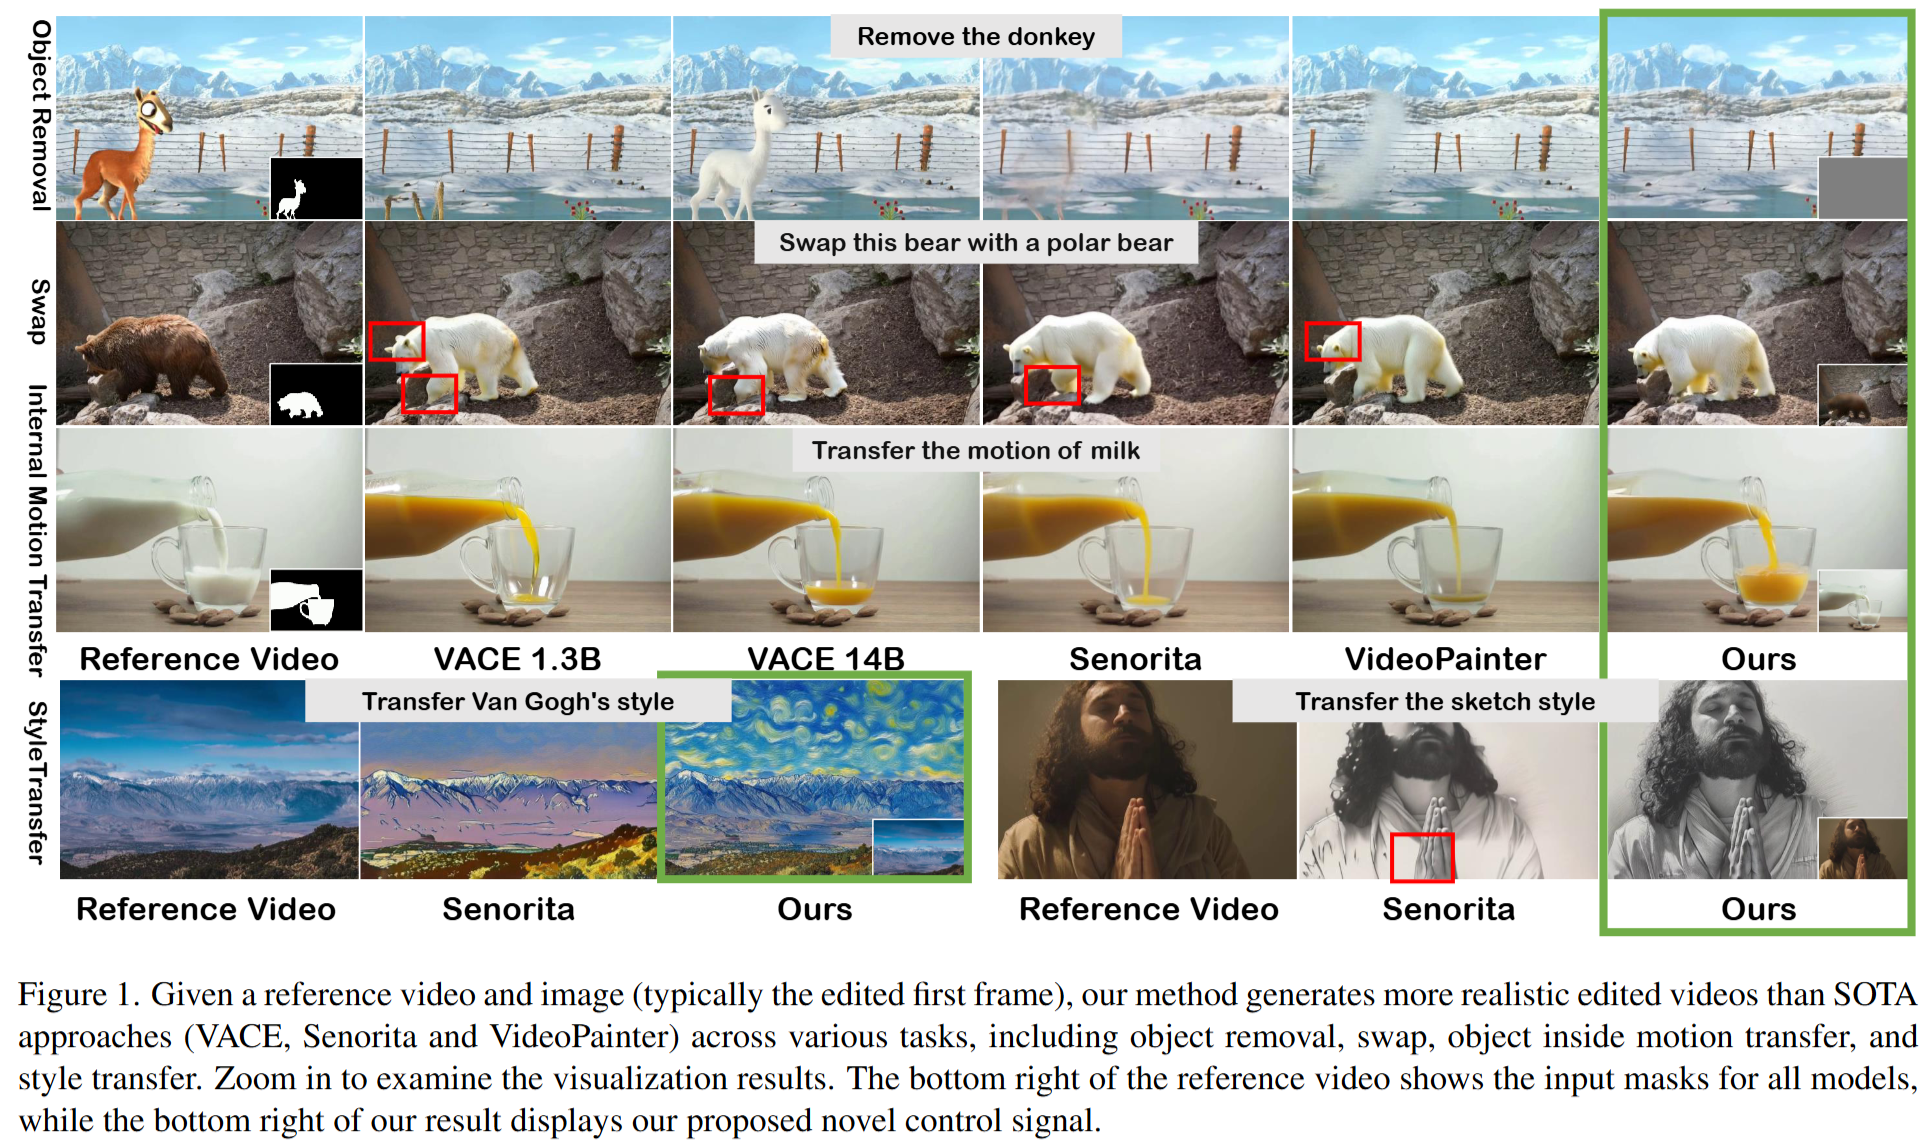 Object Removal
Remove the donkey
Swap
Swap this bear with a polar bear
Internal Motion Transfer
Transfer the motion of milk
Reference Video
VACE 1.3B
VACE 14B
Senorita
VideoPainter
Ours
StyleTransfer
Transfer Van Gogh's style
Transfer the sketch style
Reference Video
Senorita
Ours
Reference Video
Senorita
Ours
Figure 1. Given a reference video and image (typically the edited first frame), our method generates more realistic edited videos than SOTA
approaches (VACE, Senorita and VideoPainter) across various tasks, including object removal, swap, object inside motion transfer, and
style transfer. Zoom in to examine the visualization results. The bottom right of the reference video shows the input masks for all models,
while the bottom right of our result displays our proposed novel control signal.